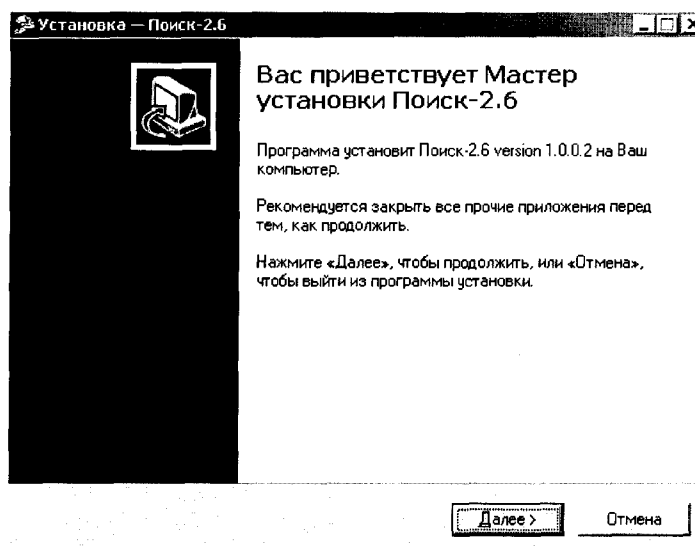 Установка — Поиск-2.6
Вас приветствует Мастер
установки Поиск-2.6
Программа установит Поиск-2.6 version 1.0.0.2 на Ваш
компьютер.
Рекомендуется закрыть все прочие приложения перед
тем, как продолжить.
Нажмите «Далее», чтобы продолжить, или «Отмена»,
чтобы выйти из программы установки.
Далее >
Отмена